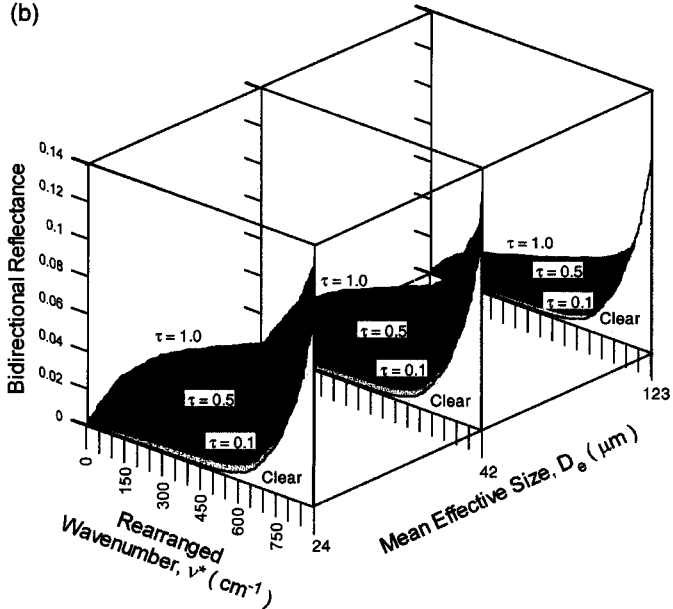 (b)
Bidirectional Reflectance
0.14
0.12
0.1
0.08
0.06
0.04
0.02
0
τ = 1.0
τ = 0.5
τ = 0.1
Clear
τ = 1.0
τ = 0.5
τ = 0.1
Clear
τ = 1.0
τ = 0.5
τ = 0.1
Clear
0
150
300
450
600
750
Rearranged
Wavenumber, ν* ( cm⁻¹ )
24
42
123
Mean Effective Size, Dₑ ( μm )